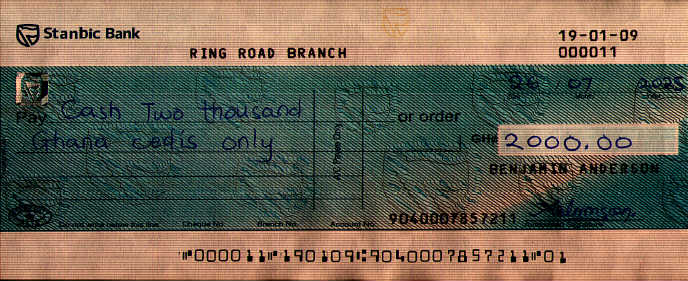 Stanbic Bank
19-01-09
RING ROAD BRANCH
000011
07 2025
Pay Cash Two thousand
or order
Ghana cedis only
GH¢ 2000.00
A/C Payee Only
BENJAMIN ANDERSON
Cheque No. Branch No. Account No.
9040007857211
⑈000011⑈190109⑆9040007857211⑈01